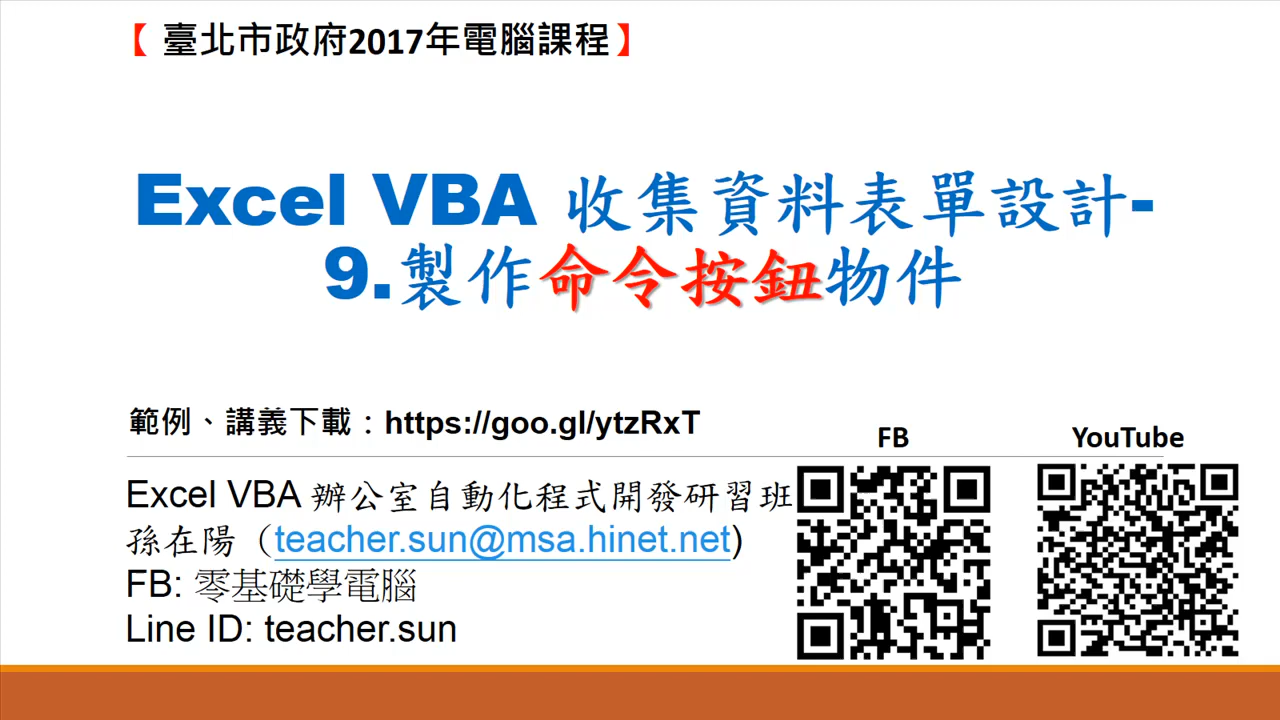 【 臺北市政府2017年電腦課程】
Excel VBA 收集資料表單設計-
9.製作命令按鈕物件
範例、講義下載：https://goo.gl/ytzRxT
FB
YouTube
Excel VBA 辦公室自動化程式開發研習班
孫在陽（teacher.sun@msa.hinet.net)
FB: 零基礎學電腦
Line ID: teacher.sun